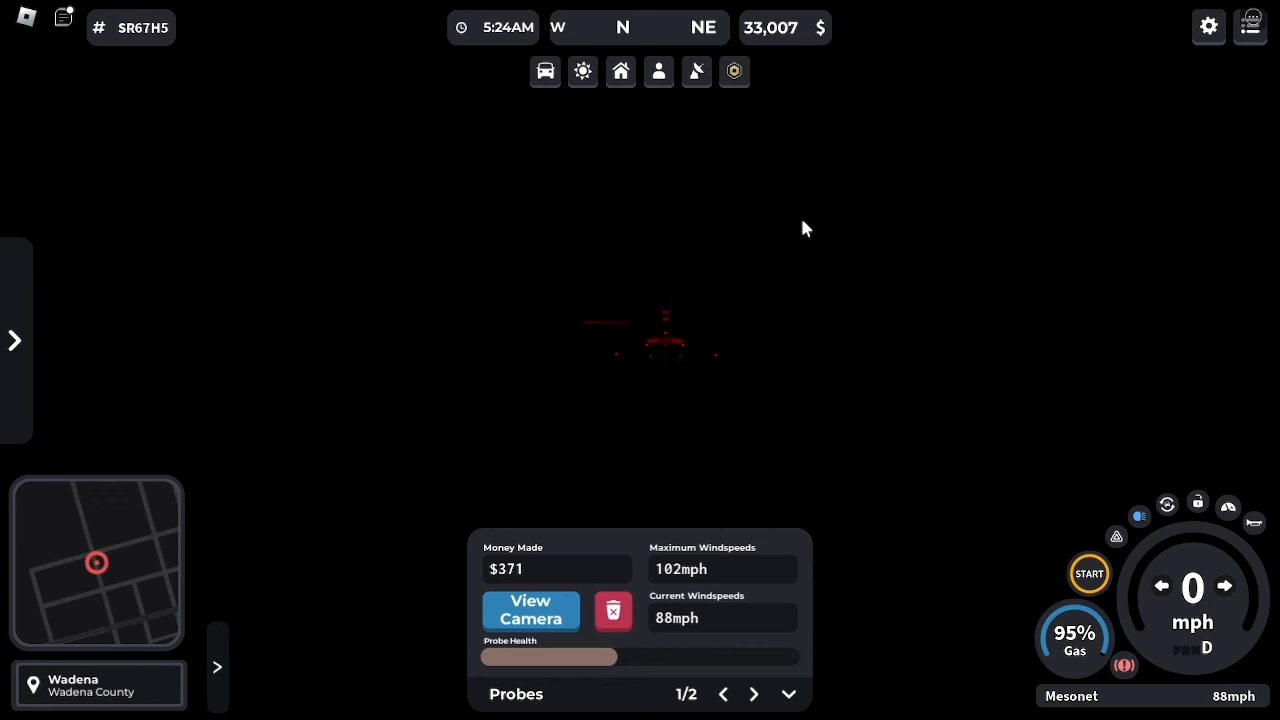 # SR67H5
5:24AM
W N NE
33,007 $
Money Made
$371
Maximum Windspeeds
102mph
View
Camera
Current Windspeeds
88mph
Probe Health
Probes 1/2
Wadena
Wadena County
START
0
mph
PRND
95%
Gas
Mesonet 88mph